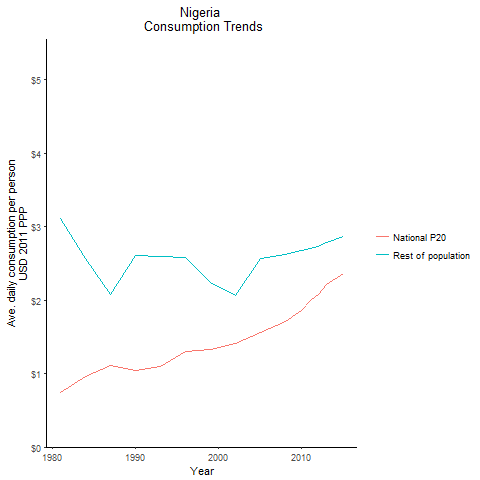 Nigeria
Consumption Trends
Ave. daily consumption per person
USD 2011 PPP
$5
$4
$3
$2
$1
$0
1980 1990 2000 2010
Year
National P20
Rest of population